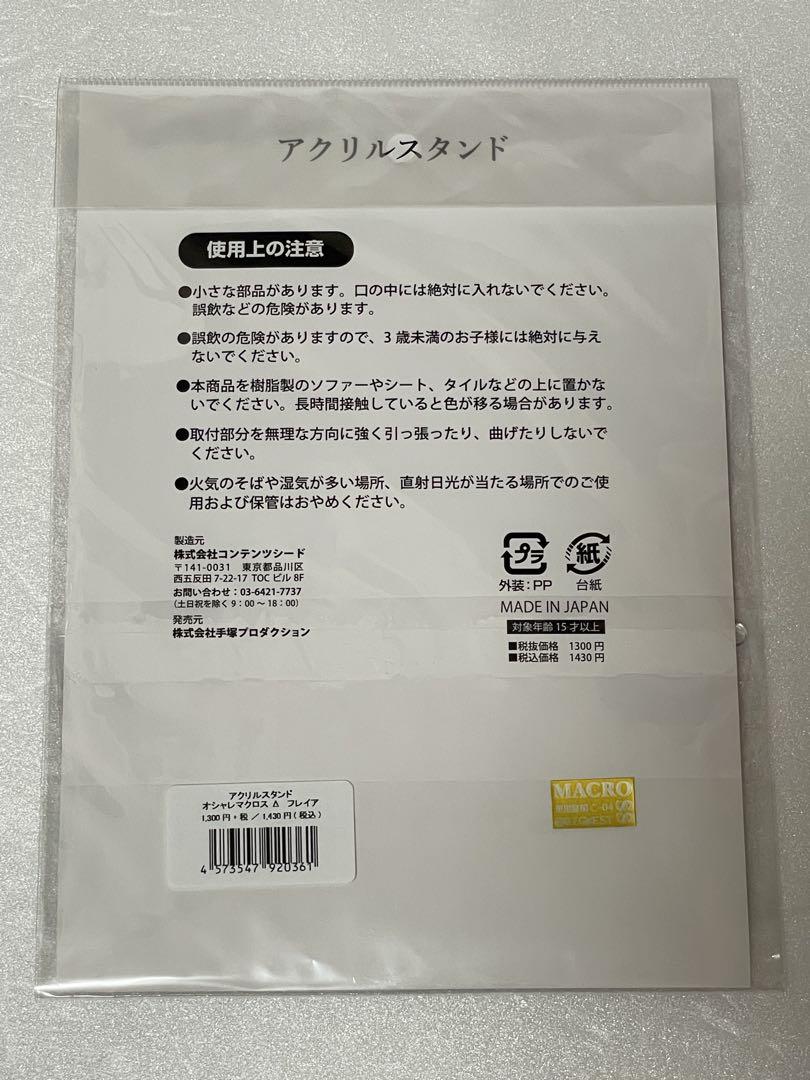 アクリルスタンド
使用上の注意
●小さな部品があります。口の中には絶対に入れないでください。
誤飲などの危険があります。
●誤飲の危険がありますので、3歳未満のお子様には絶対に与え
ないでください。
●本商品を樹脂製のソファーやシート、タイルなどの上に置かな
いでください。長時間接触していると色が移る場合があります。
●取付部分を無理な方向に強く引っ張ったり、曲げたりしないで
ください。
●火気のそばや湿気が多い場所、直射日光が当たる場所でのご使
用および保管はおやめください。
製造元
株式会社コンテンツシード
〒141-0031 東京都品川区
西五反田 7-22-17 TOC ビル 8F
お問い合わせ：03-6421-7737
（土日祝を除く 9：00 ～ 18：00）
発売元
株式会社手塚プロダクション
プラ
外装：PP
紙
台紙
MADE IN JAPAN
対象年齢 15 才以上
■税抜価格 1300 円
■税込価格 1430 円
アクリルスタンド
オシャレマクロス Δ フレイア
1,300 円 + 税 ／ 1,430 円（税込）
4 573547 920361
MACRO
C-04